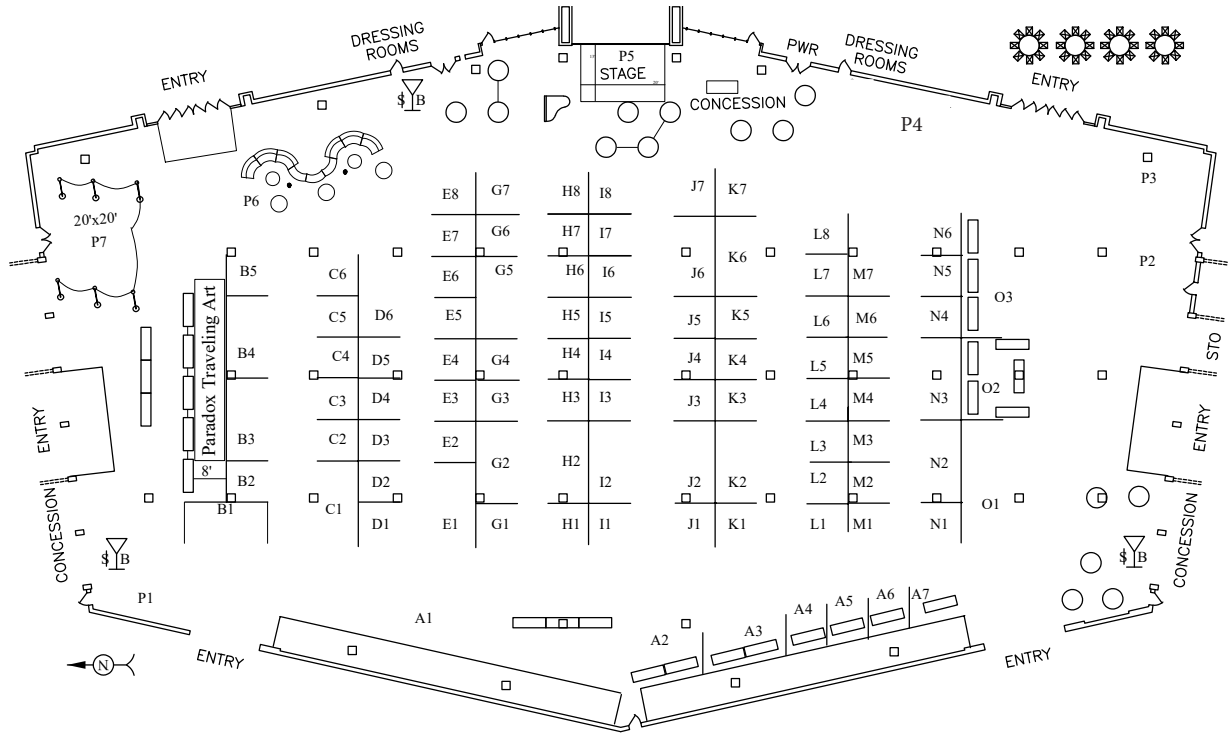 DRESSING
ROOMS
P5
STAGE
PWR
DRESSING
ROOMS
ENTRY
ENTRY
$ B
CONCESSION
P4
P3
P6
20'x20'
P7
P2
E8
G7
H8
I8
J7
K7
E7
G6
H7
I7
L8
N6
B5
C6
E6
G5
H6
I6
J6
K6
L7
M7
N5
O3
Paradox Traveling Art
C5
D6
E5
H5
I5
J5
K5
L6
M6
N4
STO
B4
C4
D5
E4
G4
H4
I4
J4
K4
L5
M5
O2
C3
D4
E3
G3
H3
I3
J3
K3
L4
M4
N3
ENTRY
ENTRY
B3
C2
D3
E2
G2
H2
L3
M3
N2
8'
B2
D2
I2
J2
K2
L2
M2
B1
C1
D1
E1
G1
H1
I1
J1
K1
L1
M1
N1
O1
CONCESSION
CONCESSION
$ B
$ B
P1
A1
A2
A3
A4
A5
A6
A7
N
ENTRY
ENTRY